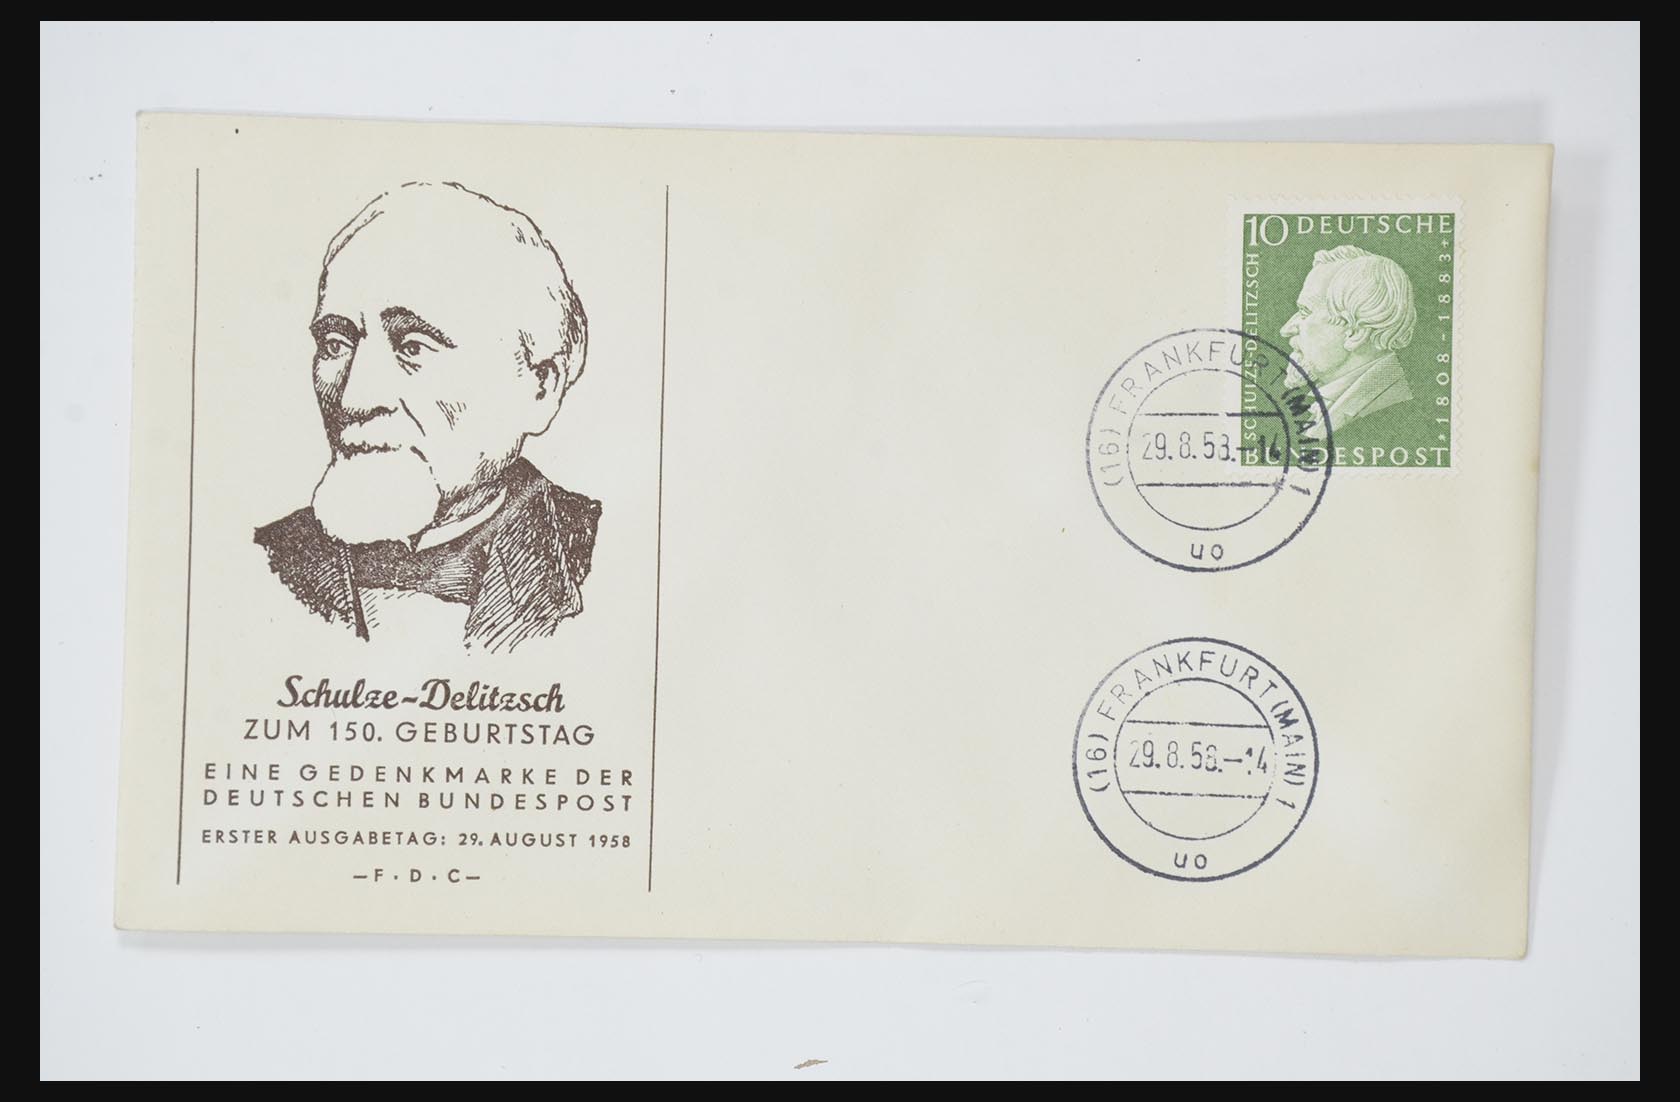 Schulze-Delitzsch
ZUM 150. GEBURTSTAG
EINE GEDENKMARKE DER
DEUTSCHEN BUNDESPOST
ERSTER AUSGABETAG: 29. AUGUST 1958
—F·D·C—
10 DEUTSCHE
SCHULZE-DELITZSCH
*1808-1883+
BUNDESPOST
(16) FRANKFURT (MAIN) 1
29.8.58.-14
uo
(16) FRANKFURT (MAIN) 1
29.8.58.-14
uo